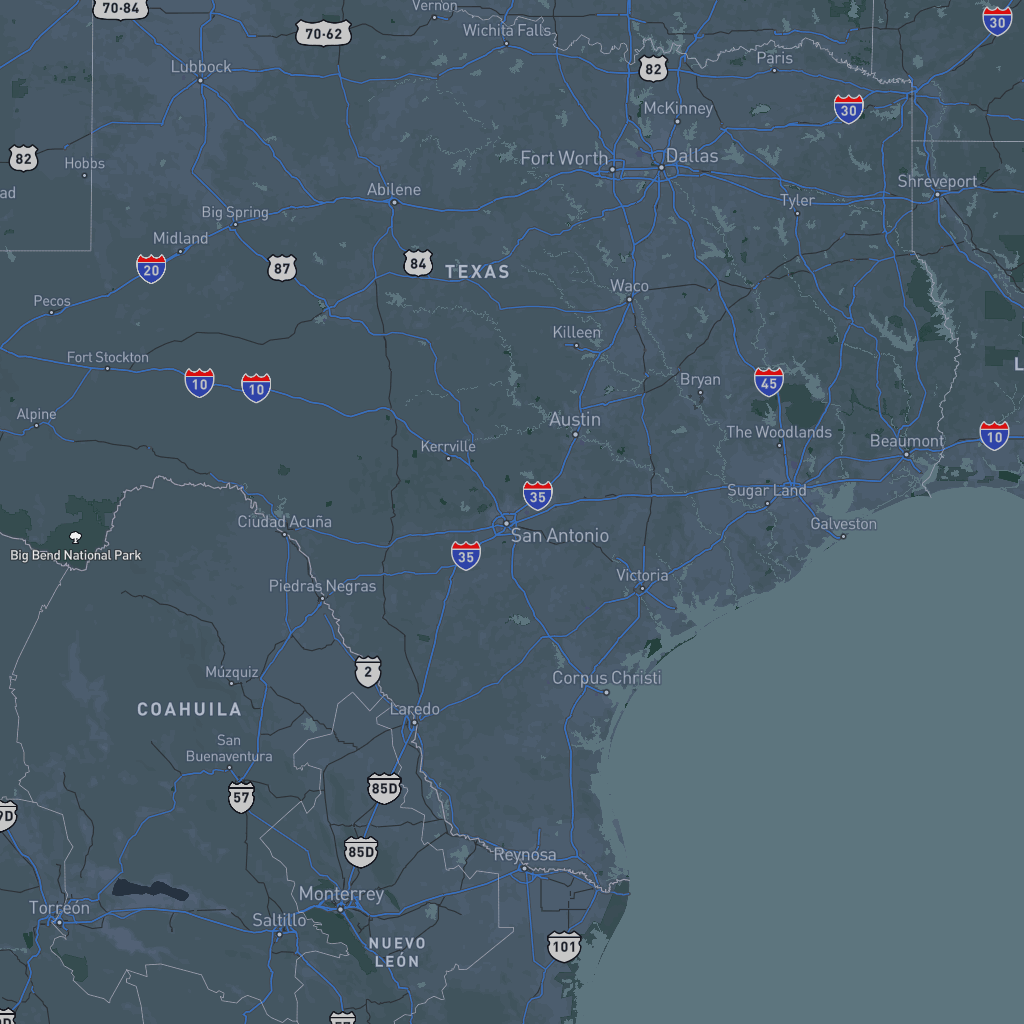 70·84
Vernon
70·62
Wichita Falls
30
Lubbock
82
Paris
McKinney
30
82
Hobbs
Fort Worth
Dallas
ad
Abilene
Shreveport
Tyler
Big Spring
Midland
20
87
84
TEXAS
Pecos
Waco
Killeen
Fort Stockton
10
10
Bryan
45
L
Alpine
Austin
The Woodlands
Beaumont
10
Kerrville
35
Sugar Land
Ciudad Acuña
Galveston
San Antonio
Big Bend National Park
35
Piedras Negras
Victoria
Múzquiz
2
Corpus Christi
COAHUILA
Laredo
San
Buenaventura
57
85D
9D
85D
Reynosa
Monterrey
Torreón
Saltillo
NUEVO
LEÓN
101